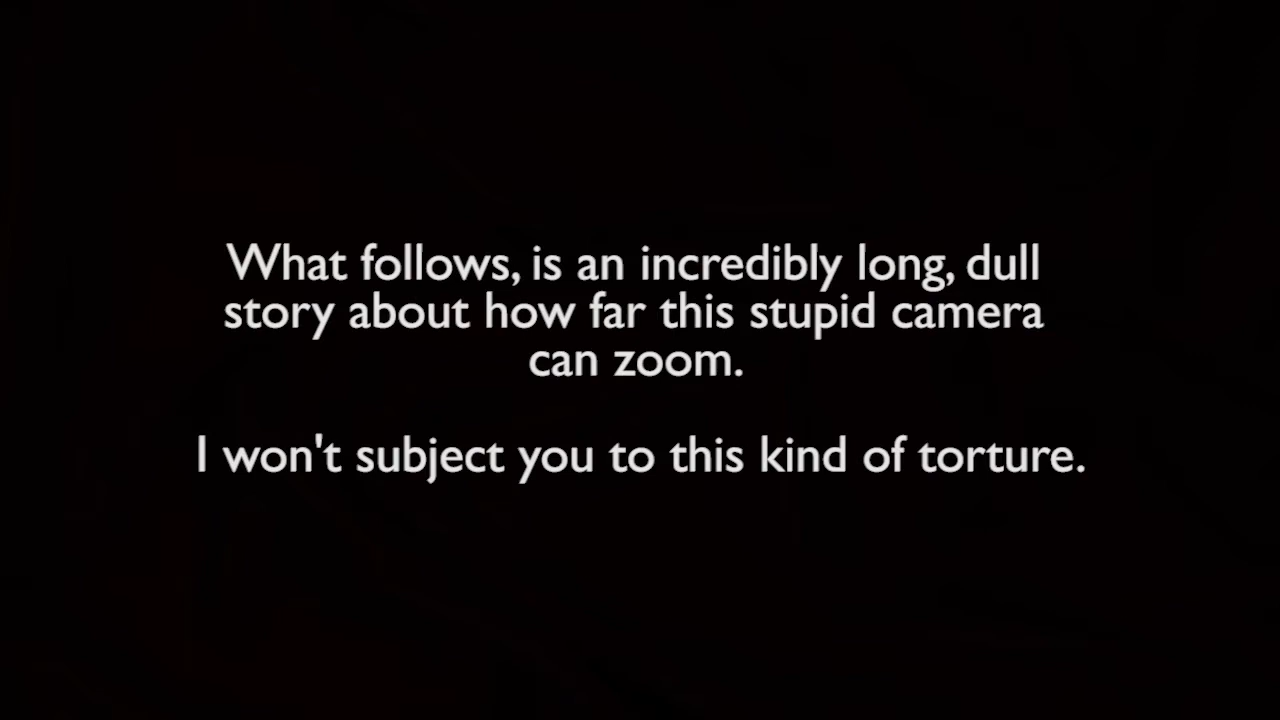 What follows, is an incredibly long, dull
story about how far this stupid camera
can zoom.
I won't subject you to this kind of torture.